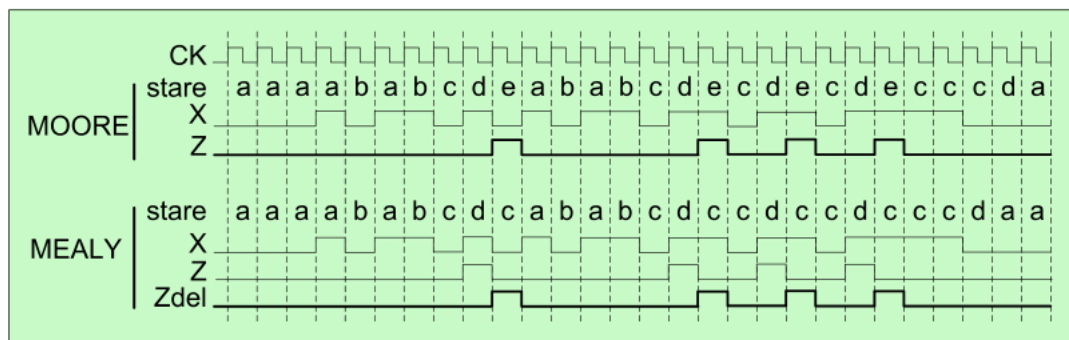 CK
stare a a a a b a b c d e a b a b c d e c d e c d e c c c d a
X
MOORE
Z
stare a a a a b a b c d c a b a b c d c c d c c d c c c d a a
X
MEALY
Z
Zdel